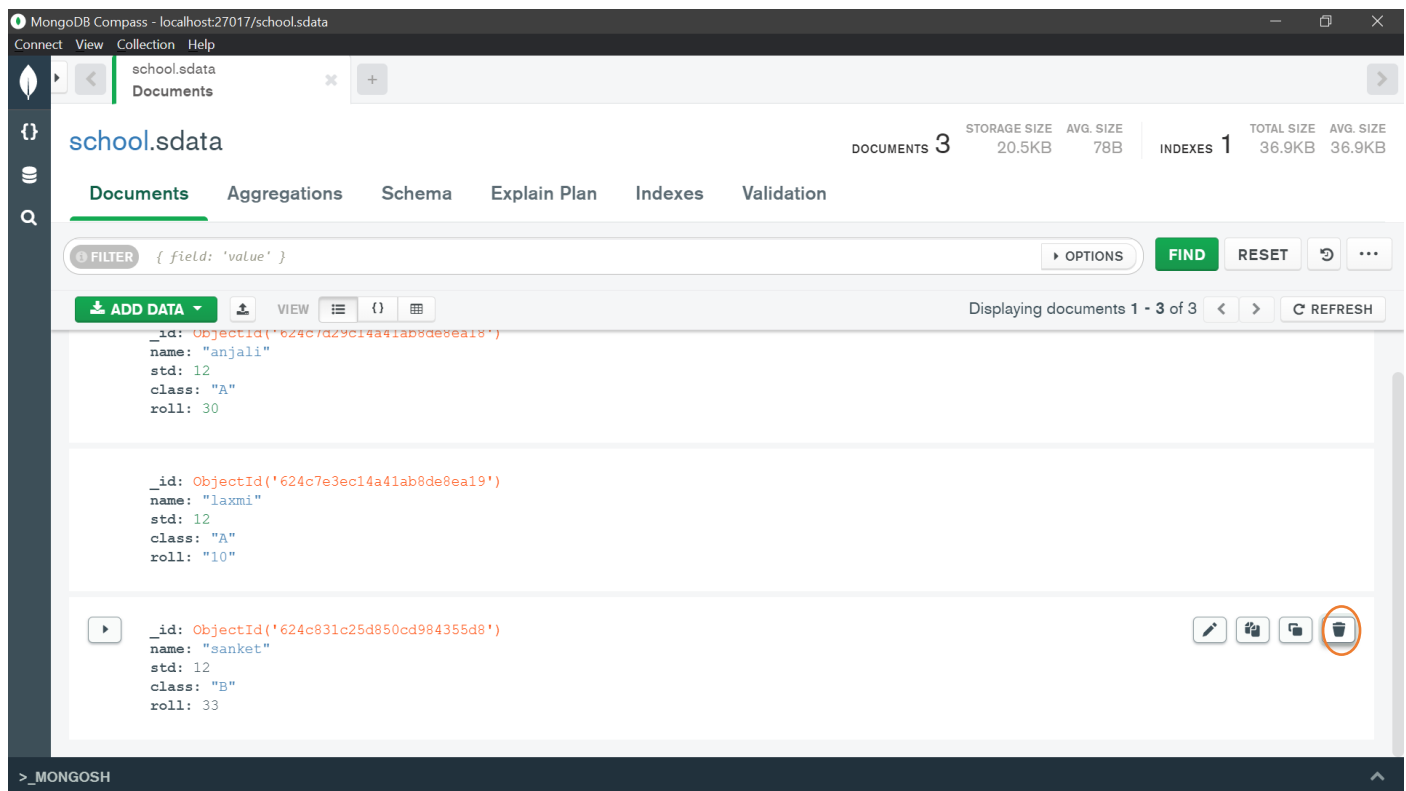 MongoDB Compass - localhost:27017/school.sdata
Connect View Collection Help
school.sdata
Documents
school.sdata
DOCUMENTS 3
STORAGE SIZE AVG. SIZE
20.5KB 78B
INDEXES 1
TOTAL SIZE AVG. SIZE
36.9KB 36.9KB
Documents Aggregations Schema Explain Plan Indexes Validation
FILTER { field: 'value' } OPTIONS FIND RESET
ADD DATA VIEW {} Displaying documents 1 - 3 of 3 REFRESH
_id: ObjectId('624c7d29c14a41ab8de8ea18')
name: "anjali"
std: 12
class: "A"
roll: 30
_id: ObjectId('624c7e3ec14a41ab8de8ea19')
name: "laxmi"
std: 12
class: "A"
roll: "10"
_id: ObjectId('624c831c25d850cd984355d8')
name: "sanket"
std: 12
class: "B"
roll: 33
>_MONGOSH